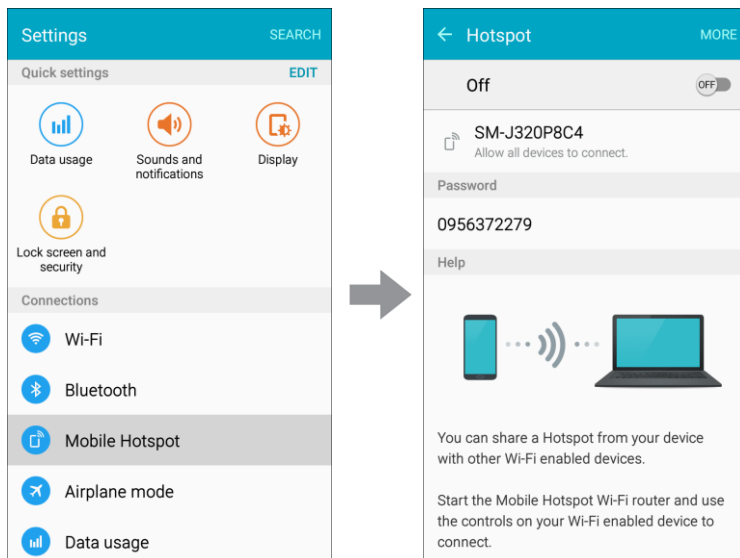 Settings SEARCH
Quick settings EDIT
Data usage
Sounds and
notifications
Display
Lock screen and
security
Connections
Wi-Fi
Bluetooth
Mobile Hotspot
Airplane mode
Data usage
Hotspot MORE
Off OFF
SM-J320P8C4
Allow all devices to connect.
Password
0956372279
Help
You can share a Hotspot from your device
with other Wi-Fi enabled devices.
Start the Mobile Hotspot Wi-Fi router and use
the controls on your Wi-Fi enabled device to
connect.